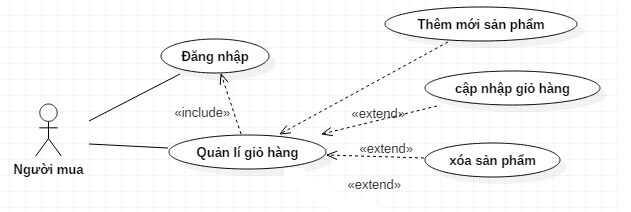 Thêm mới sản phẩm
Đăng nhập
cập nhập giỏ hàng
«include»
«extend»
Quản lí giỏ hàng
«extend»
xóa sản phẩm
Người mua
«extend»